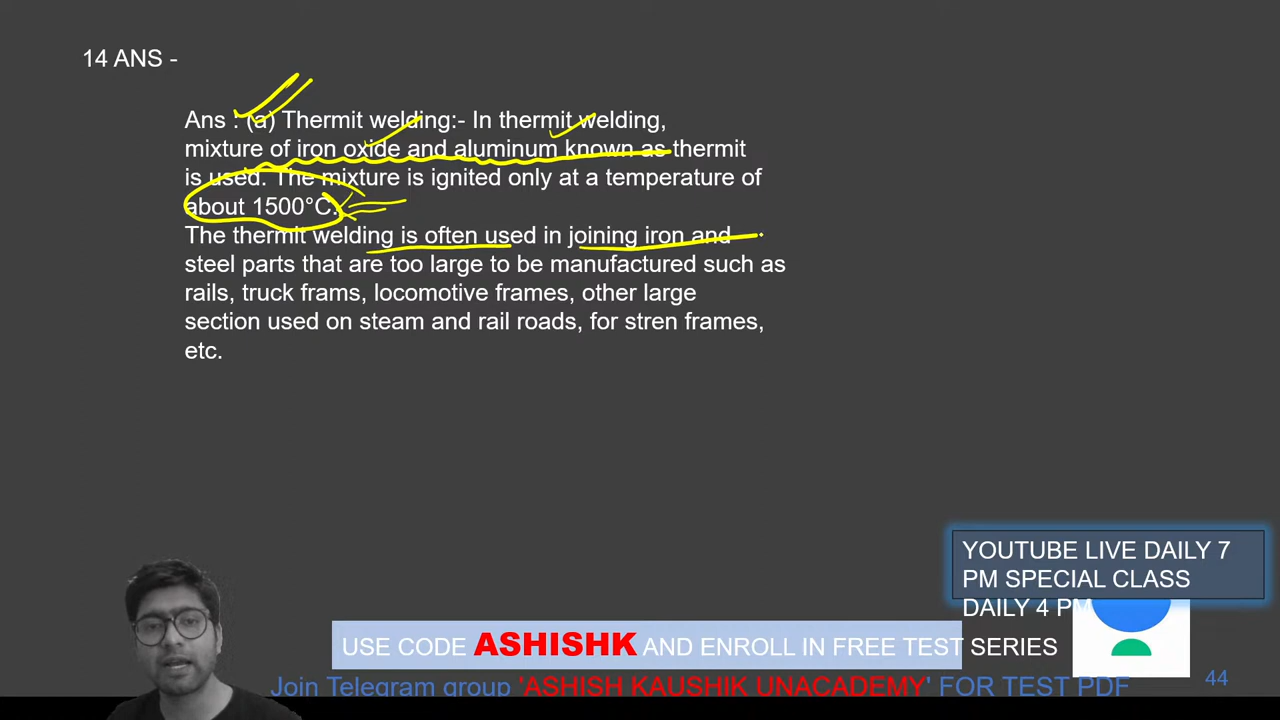 14 ANS -
Ans : (a) Thermit welding:- In thermit welding,
mixture of iron oxide and aluminum known as thermit
is used. The mixture is ignited only at a temperature of
about 1500°C.
The thermit welding is often used in joining iron and
steel parts that are too large to be manufactured such as
rails, truck frams, locomotive frames, other large
section used on steam and rail roads, for stren frames,
etc.
YOUTUBE LIVE DAILY 7
PM SPECIAL CLASS
DAILY 4 PM
USE CODE ASHISHK AND ENROLL IN FREE TEST SERIES
Join Telegram group 'ASHISH KAUSHIK UNACADEMY' FOR TEST PDF
44